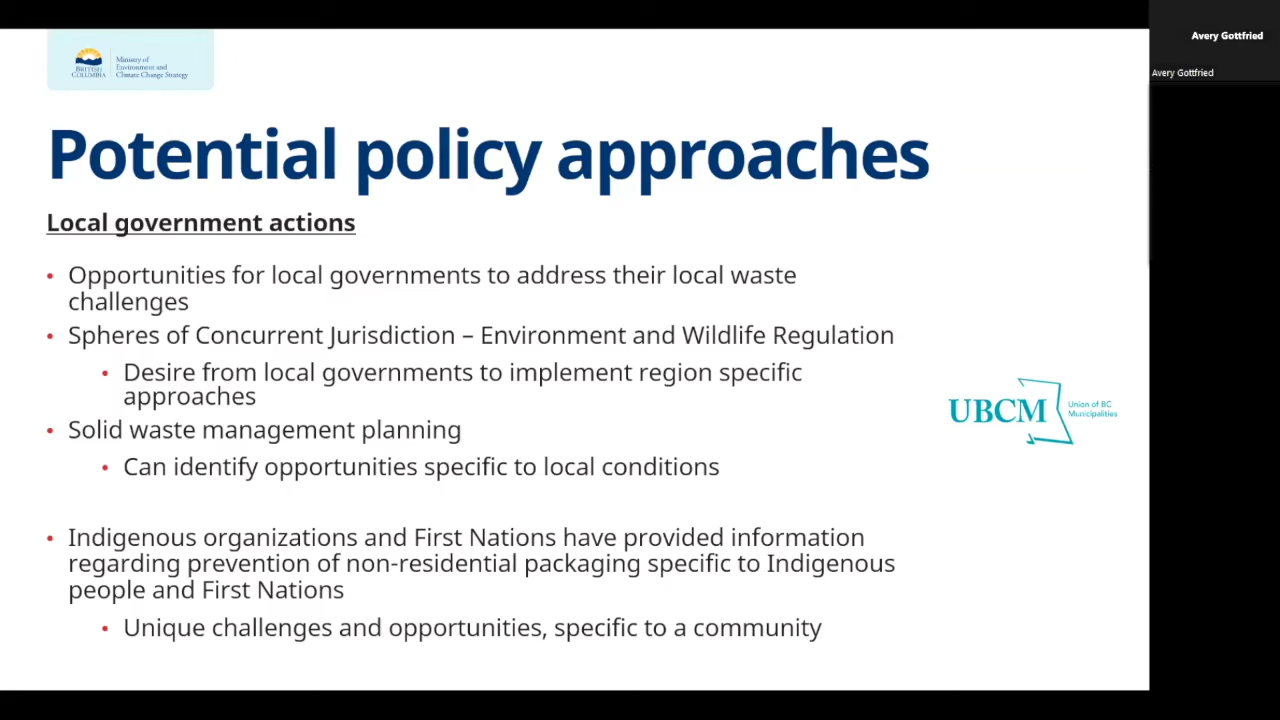 Avery Gottfried
Avery Gottfried
BRITISH
COLUMBIA
Ministry of
Environment and
Climate Change Strategy
Potential policy approaches
Local government actions
• Opportunities for local governments to address their local waste
challenges
• Spheres of Concurrent Jurisdiction – Environment and Wildlife Regulation
• Desire from local governments to implement region specific
approaches
• Solid waste management planning
• Can identify opportunities specific to local conditions
UBCM
Union of BC
Municipalities
• Indigenous organizations and First Nations have provided information
regarding prevention of non-residential packaging specific to Indigenous
people and First Nations
• Unique challenges and opportunities, specific to a community